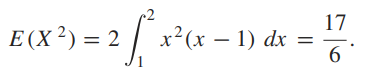 E(X²) = 2 ∫₁² x²(x − 1) dx = 17/6.